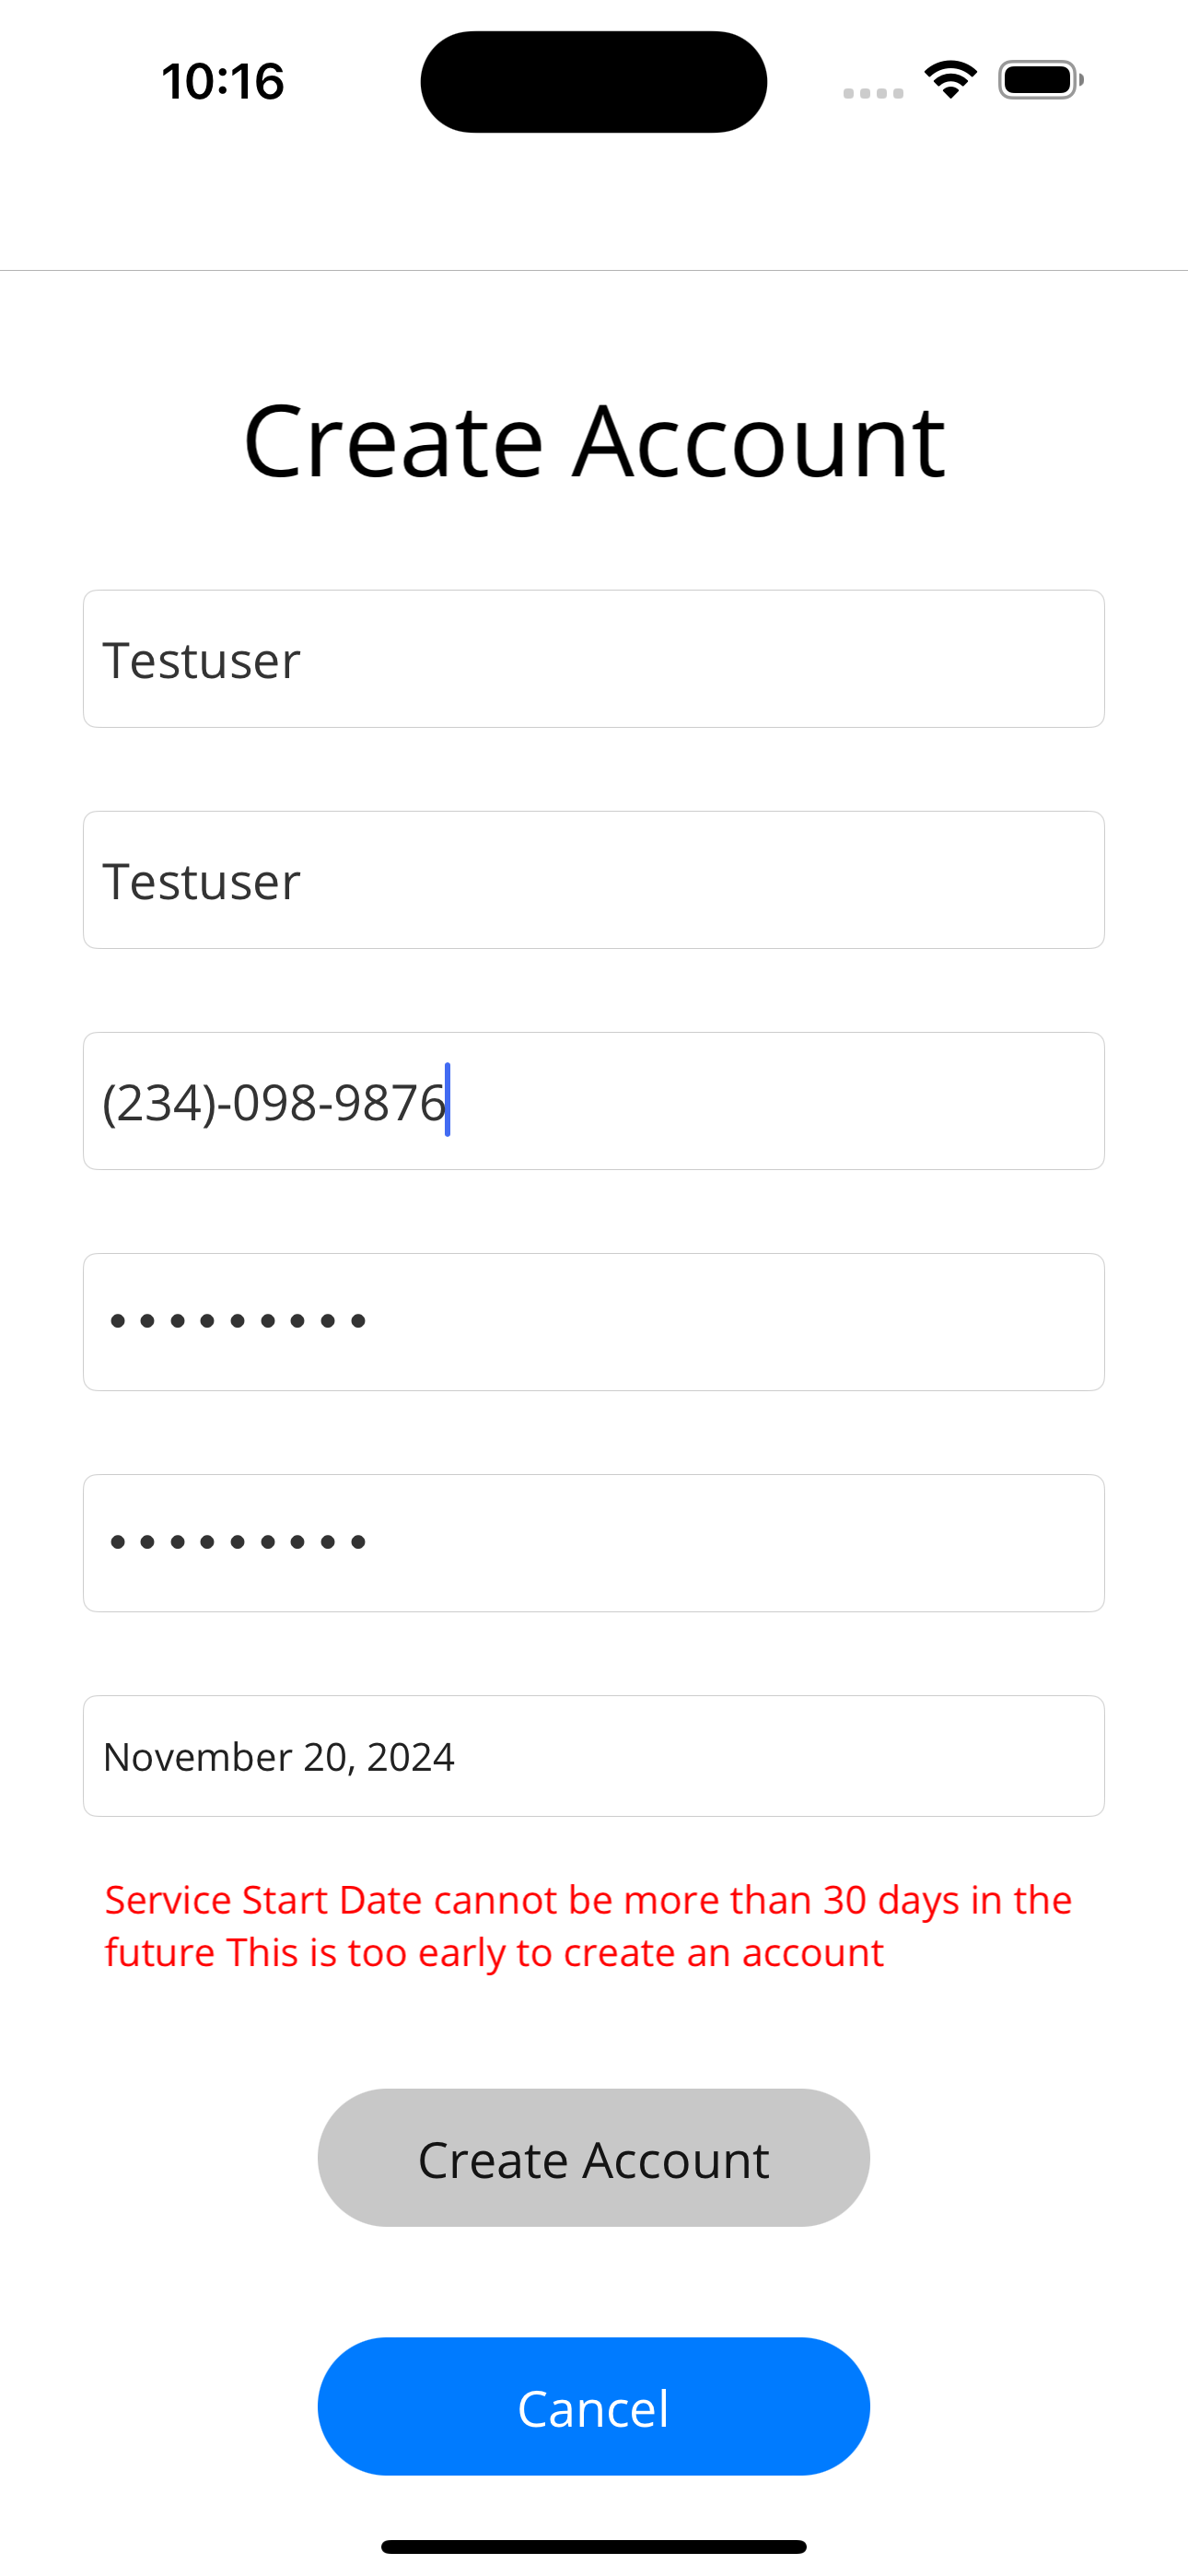 10:16
Create Account
Testuser
Testuser
(234)-098-9876
•••••••••
•••••••••
November 20, 2024
Service Start Date cannot be more than 30 days in the
future This is too early to create an account
Create Account
Cancel